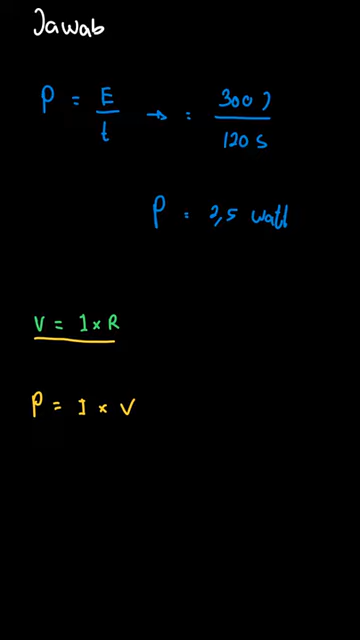 Jawab
P = E/t → = 300 J/120 s
P = 2,5 watt
V = I × R
P = I × V